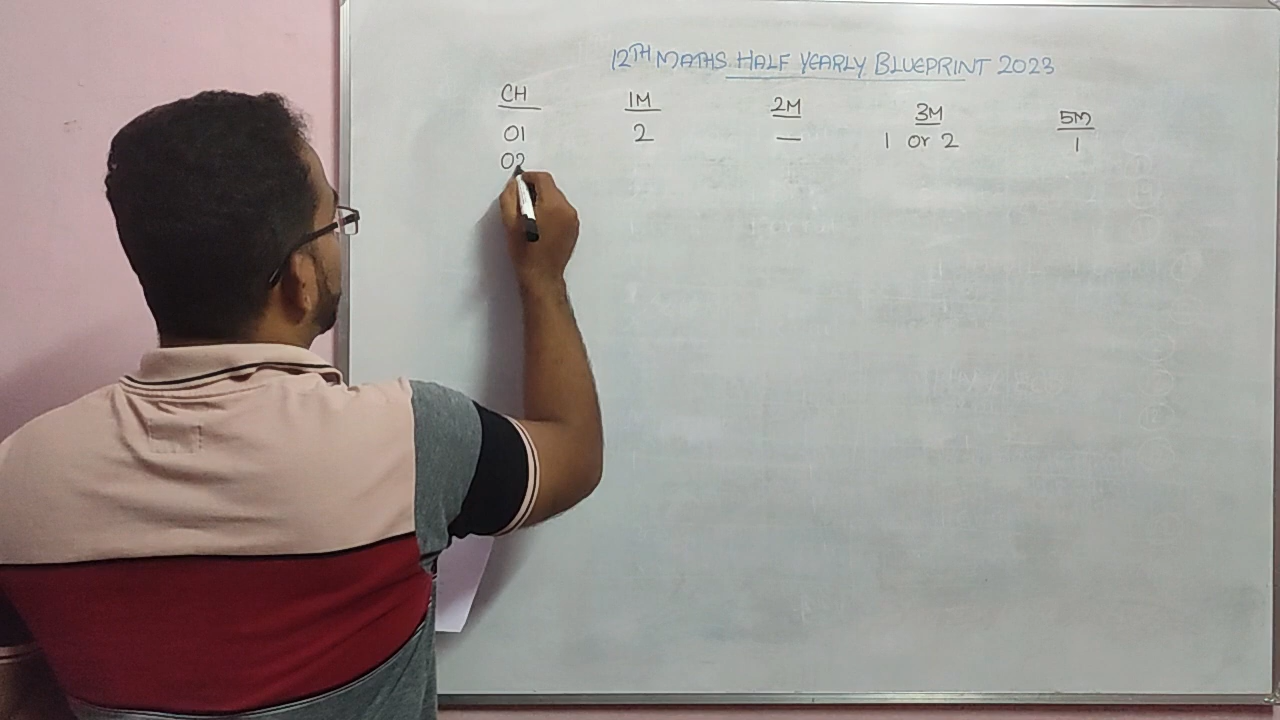 12TH MATHS HALF YEARLY BLUEPRINT 2023
CH 1M 2M 3M 5M
01 2 — 1 or 2 1
02